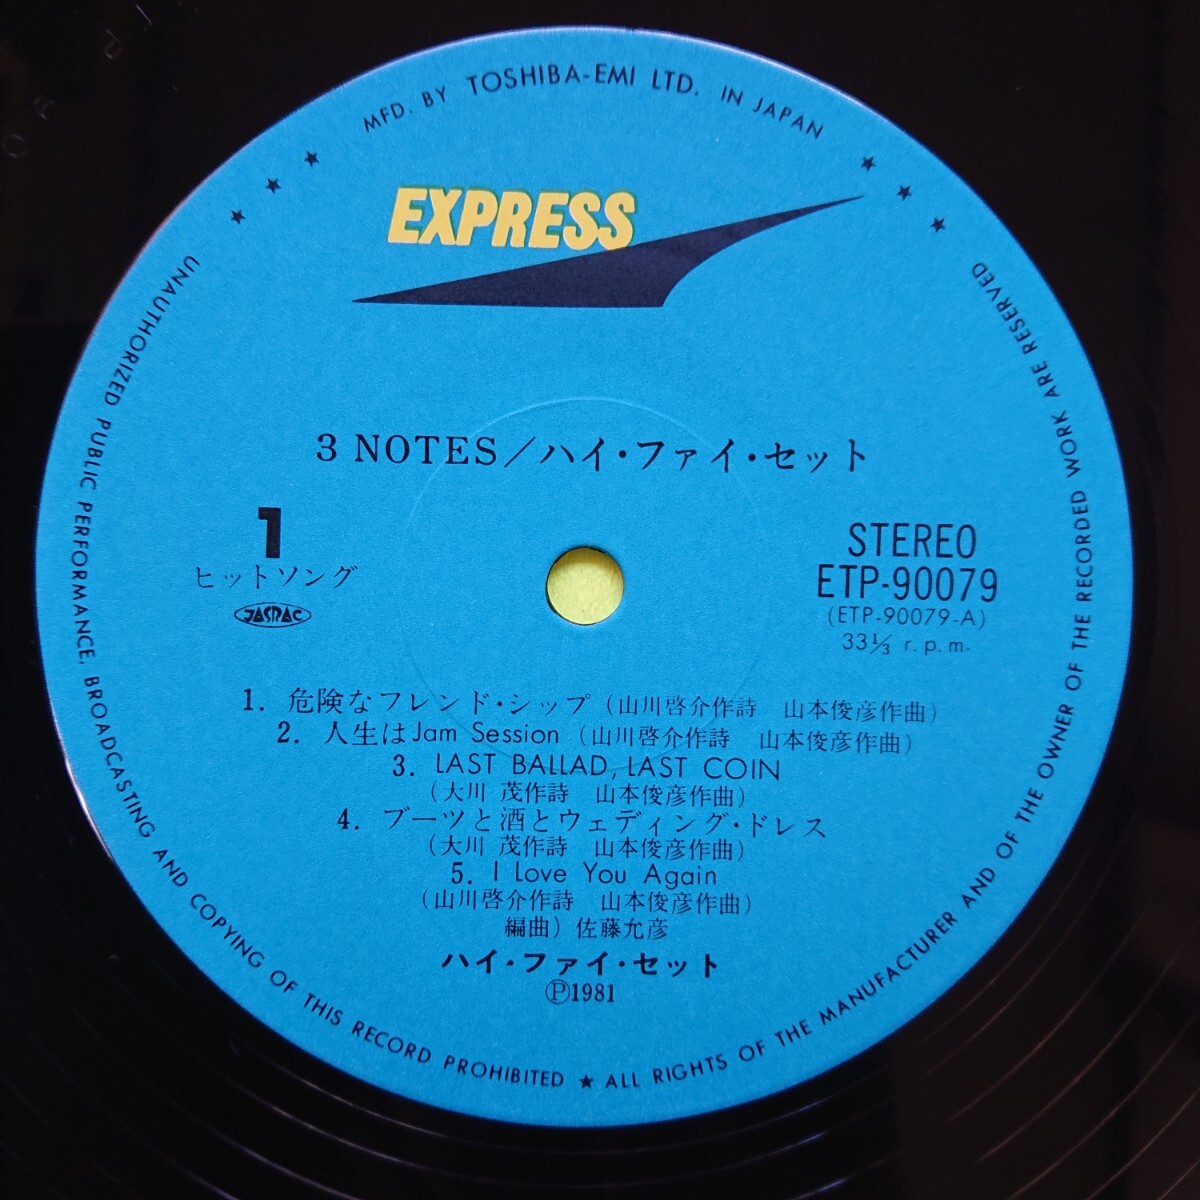 MFD. BY TOSHIBA-EMI LTD. IN JAPAN
EXPRESS
3 NOTES／ハイ・ファイ・セット
1
ヒットソング
JASRAC
STEREO
ETP-90079
(ETP-90079-A)
33⅓ r.p.m.
1. 危険なフレンド・シップ (山川啓介作詩 山本俊彦作曲)
2. 人生はJam Session (山川啓介作詩 山本俊彦作曲)
3. LAST BALLAD, LAST COIN
(大川 茂作詩 山本俊彦作曲)
4. ブーツと酒とウェディング・ドレス
(大川 茂作詩 山本俊彦作曲)
5. I Love You Again
(山川啓介作詩 山本俊彦作曲)
編曲) 佐藤允彦
ハイ・ファイ・セット
Ⓟ1981
UNAUTHORIZED PUBLIC PERFORMANCE, BROADCASTING AND COPYING OF THIS RECORD PROHIBITED ★ ALL RIGHTS OF THE MANUFACTURER AND OF THE OWNER OF THE RECORDED WORK ARE RESERVED